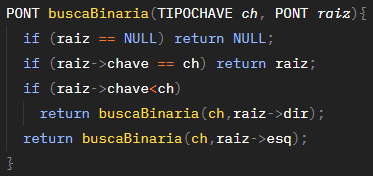 PONT buscaBinaria(TIPOCHAVE ch, PONT raiz){
if (raiz == NULL) return NULL;
if (raiz->chave == ch) return raiz;
if (raiz->chave<ch)
return buscaBinaria(ch,raiz->dir);
return buscaBinaria(ch,raiz->esq);
}